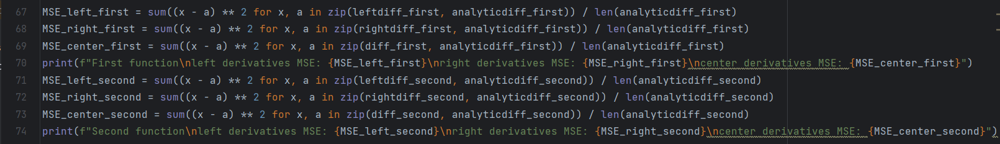 67 MSE_left_first = sum((x - a) ** 2 for x, a in zip(leftdiff_first, analyticdiff_first)) / len(analyticdiff_first)
68 MSE_right_first = sum((x - a) ** 2 for x, a in zip(rightdiff_first, analyticdiff_first)) / len(analyticdiff_first)
69 MSE_center_first = sum((x - a) ** 2 for x, a in zip(diff_first, analyticdiff_first)) / len(analyticdiff_first)
70 print(f"First function\nleft derivatives MSE: {MSE_left_first}\nright derivatives MSE: {MSE_right_first}\ncenter derivatives MSE: {MSE_center_first}")
71 MSE_left_second = sum((x - a) ** 2 for x, a in zip(leftdiff_second, analyticdiff_second)) / len(analyticdiff_second)
72 MSE_right_second = sum((x - a) ** 2 for x, a in zip(rightdiff_second, analyticdiff_second)) / len(analyticdiff_second)
73 MSE_center_second = sum((x - a) ** 2 for x, a in zip(diff_second, analyticdiff_second)) / len(analyticdiff_second)
74 print(f"Second function\nleft derivatives MSE: {MSE_left_second}\nright derivatives MSE: {MSE_right_second}\ncenter derivatives MSE: {MSE_center_second}")